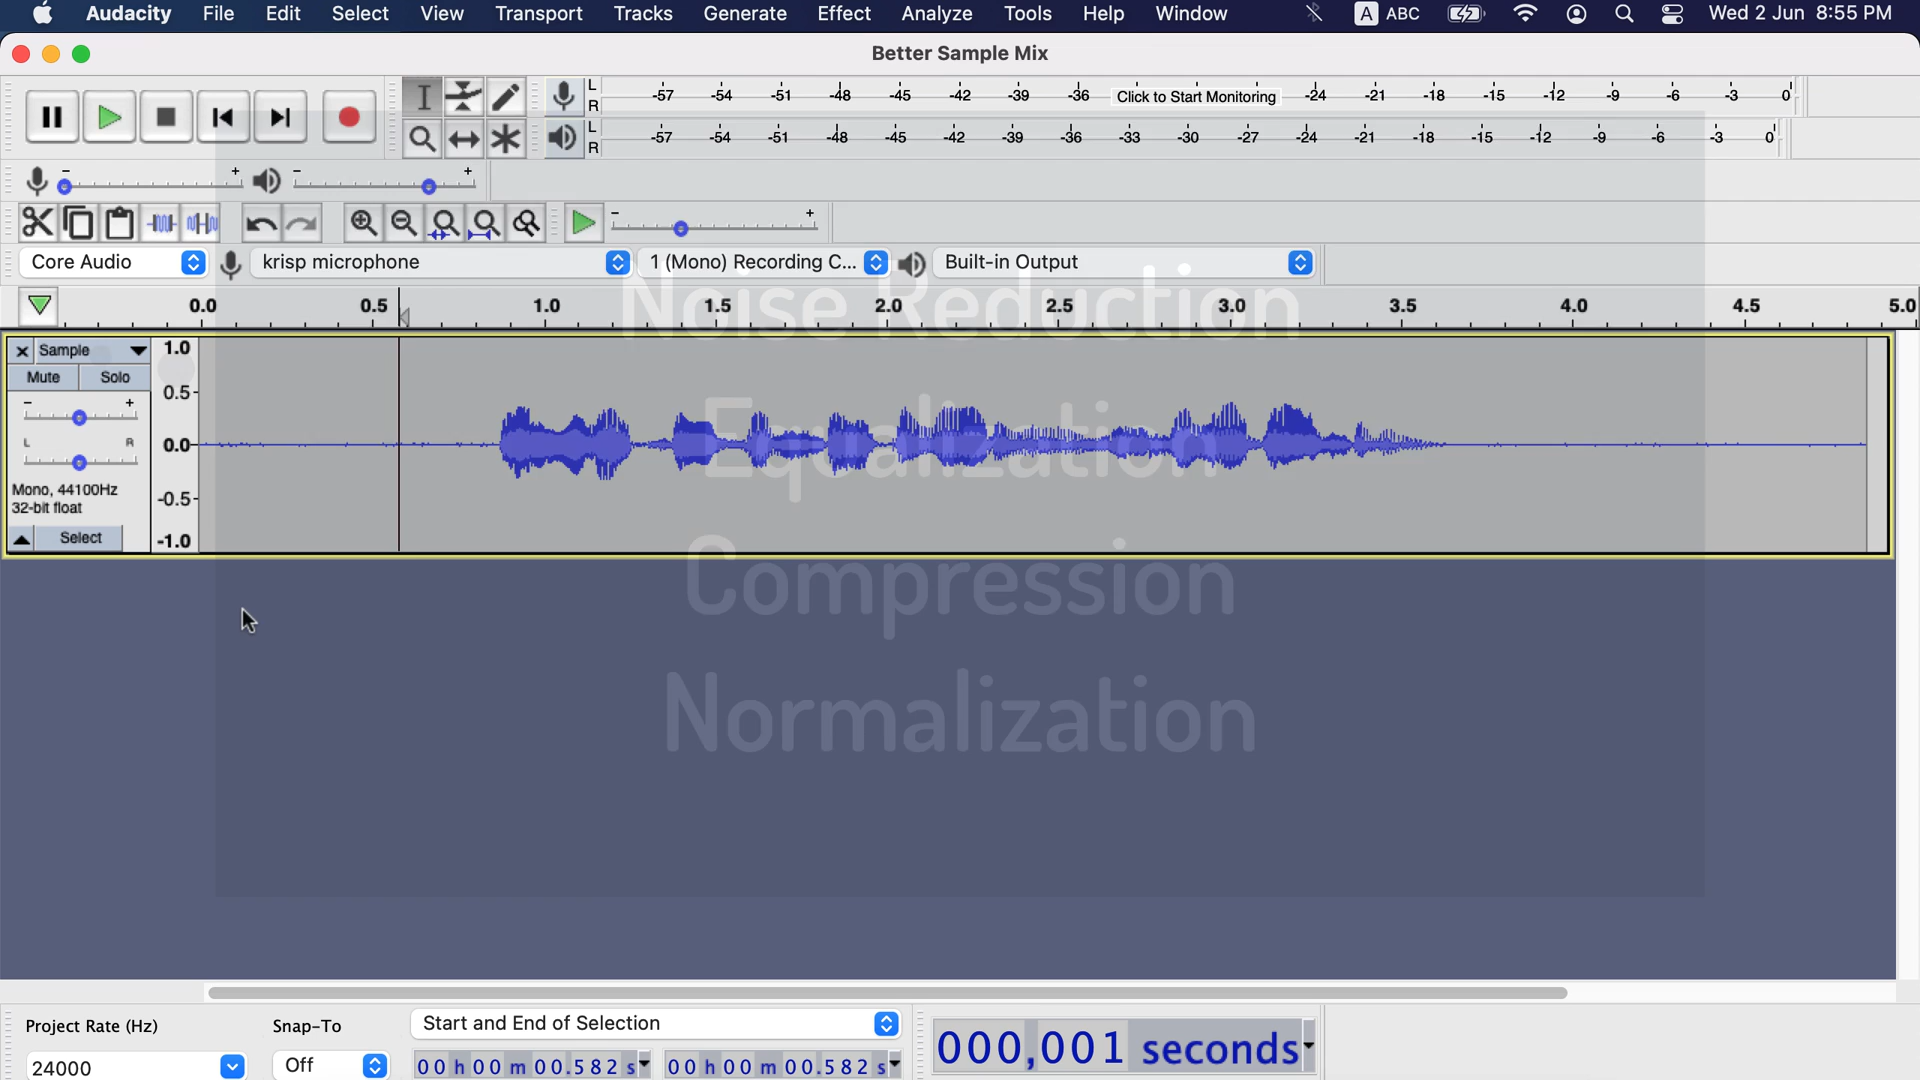 Audacity File Edit Select View Transport Tracks Generate Effect Analyze Tools Help Window A ABC Wed 2 Jun 8:55 PM
Better Sample Mix
L
R
-57 -54 -51 -48 -45 -42 -39 -36 Click to Start Monitoring -24 -21 -18 -15 -12 -9 -6 -3 0
L
R
-57 -54 -51 -48 -45 -42 -39 -36 -33 -30 -27 -24 -21 -18 -15 -12 -9 -6 -3 0
- + - +
- +
Core Audio krisp microphone 1 (Mono) Recording C... Built-in Output
0.0 0.5 1.0 1.5 2.0 2.5 3.0 3.5 4.0 4.5 5.0
Noise Reduction
Equalization
Compression
Normalization
Sample
Mute Solo
- +
L R
Mono, 44100Hz
32-bit float
Select
1.0
0.5
0.0
-0.5
-1.0
Project Rate (Hz) Snap-To Start and End of Selection
24000 Off 00 h 00 m 00.582 s 00 h 00 m 00.582 s
000,001 seconds